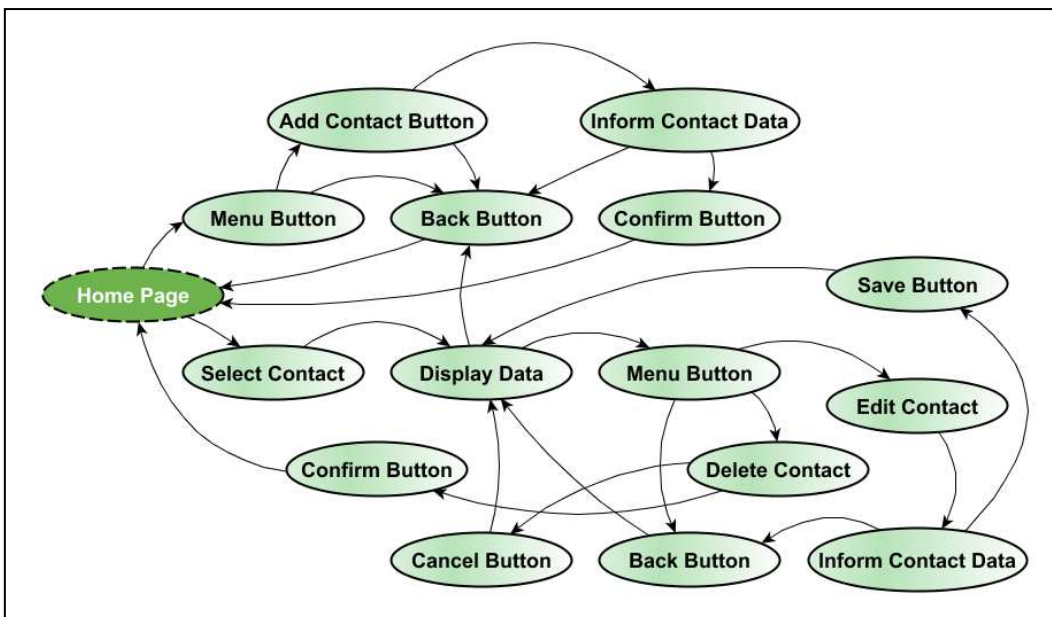 Add Contact Button
Inform Contact Data
Menu Button
Back Button
Confirm Button
Home Page
Save Button
Select Contact
Display Data
Menu Button
Edit Contact
Confirm Button
Delete Contact
Cancel Button
Back Button
Inform Contact Data